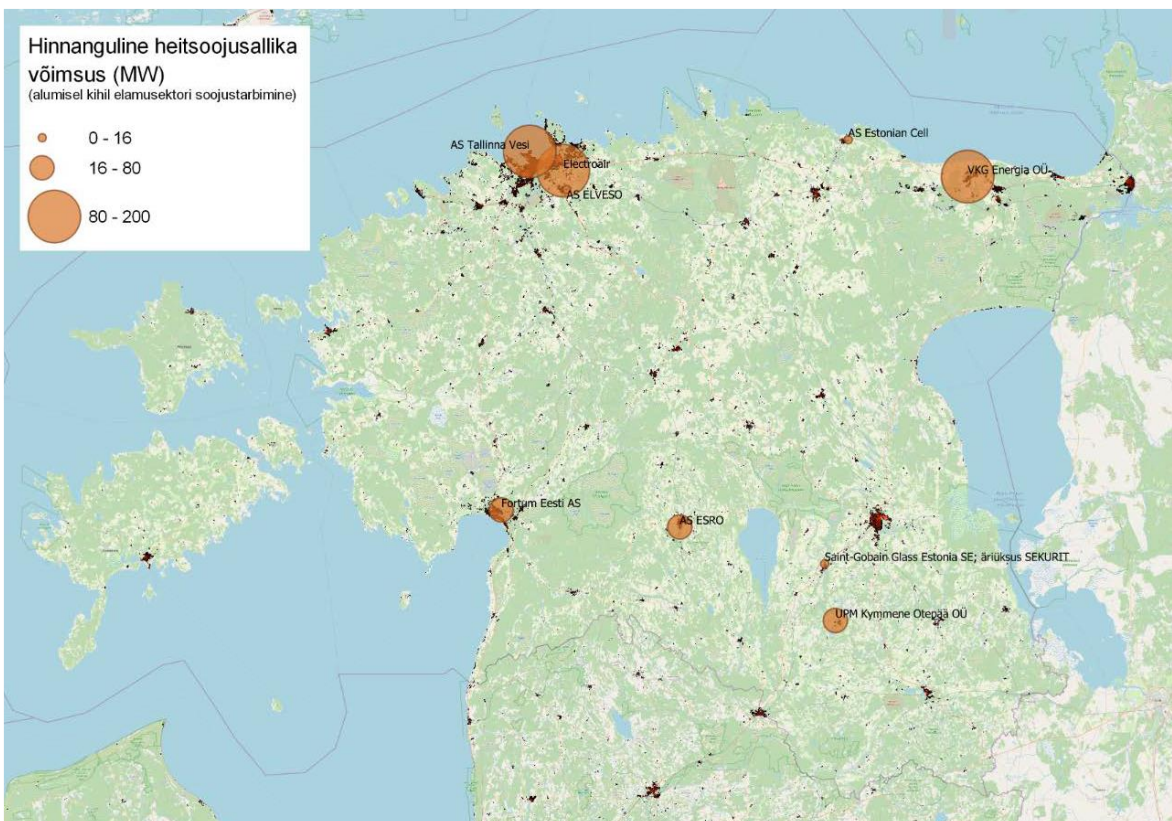 Hinnanguline heitsoojusallika
võimsus (MW)
(alumisel kihil elamusektori soojustarbimine)
0 - 16
16 - 80
80 - 200
AS Tallinna Vesi
Electroair
AS ELVESO
AS Estonian Cell
VKG Energia OÜ
Fortum Eesti AS
AS ESRO
Saint-Gobain Glass Estonia SE; äriüksus SEKURIT
UPM Kymmene Otepää OÜ